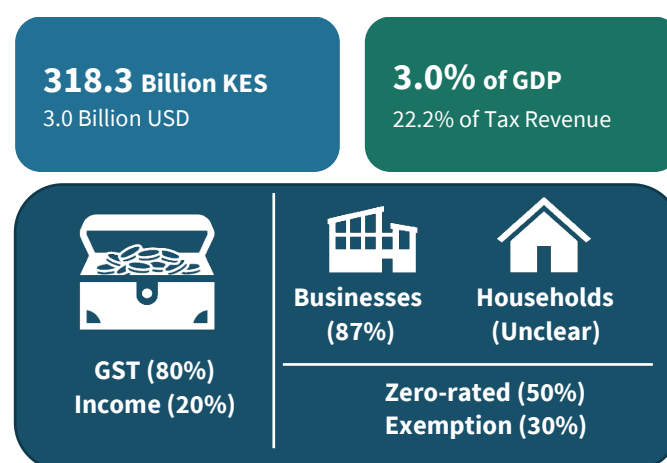 318.3 Billion KES
3.0 Billion USD
3.0% of GDP
22.2% of Tax Revenue
GST (80%)
Income (20%)
Businesses
(87%)
Households
(Unclear)
Zero-rated (50%)
Exemption (30%)